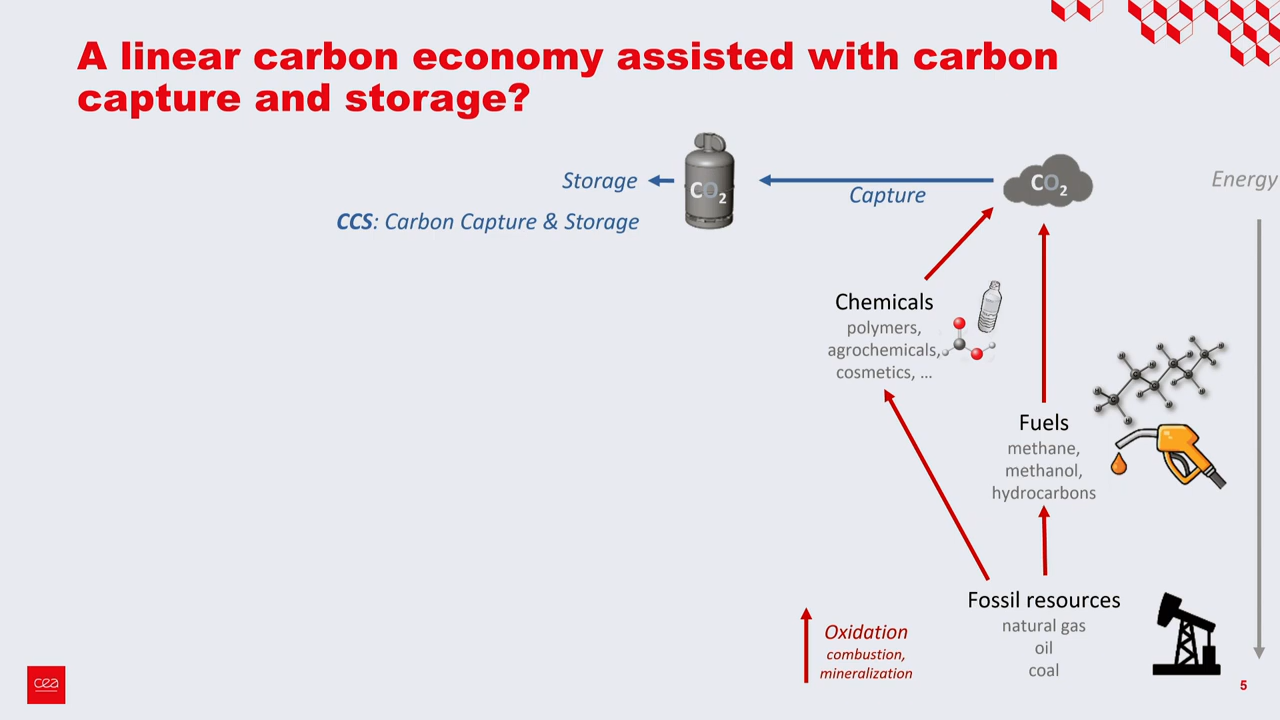 A linear carbon economy assisted with carbon
capture and storage?
Storage
CO2
Capture
CO2
Energy
CCS: Carbon Capture & Storage
Chemicals
polymers,
agrochemicals,
cosmetics, ...
Fuels
methane,
methanol,
hydrocarbons
Fossil resources
natural gas
oil
coal
Oxidation
combustion,
mineralization
cea
5